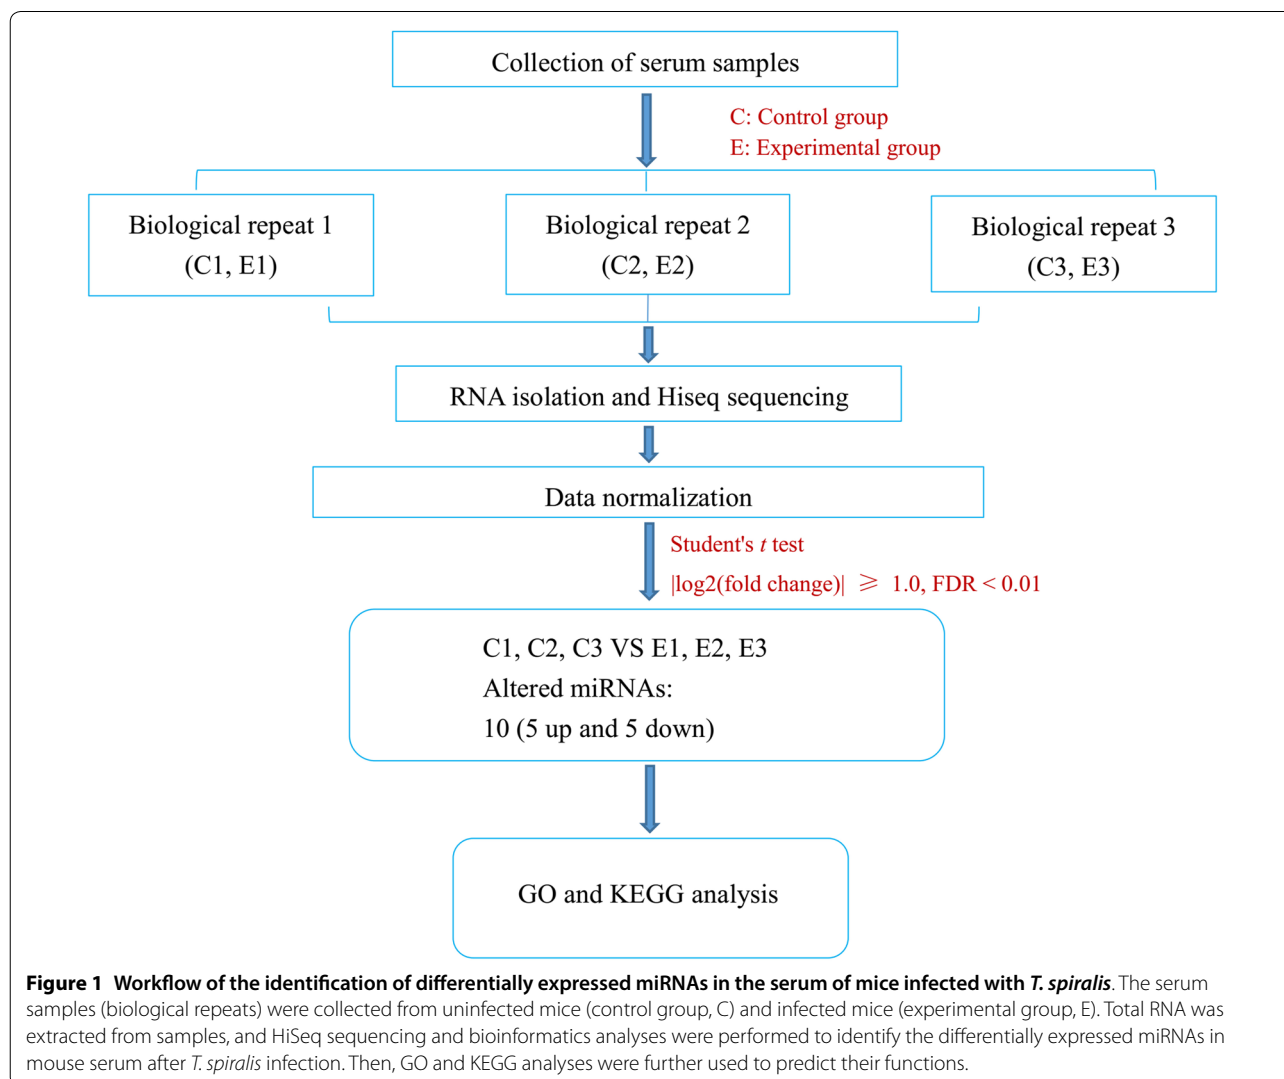 Collection of serum samples
C: Control group
E: Experimental group
Biological repeat 1
(C1, E1)
Biological repeat 2
(C2, E2)
Biological repeat 3
(C3, E3)
RNA isolation and Hiseq sequencing
Data normalization
Student's t test
|log2(fold change)| ≥ 1.0, FDR < 0.01
C1, C2, C3 VS E1, E2, E3
Altered miRNAs:
10 (5 up and 5 down)
GO and KEGG analysis
Figure 1 Workflow of the identification of differentially expressed miRNAs in the serum of mice infected with T. spiralis. The serum
samples (biological repeats) were collected from uninfected mice (control group, C) and infected mice (experimental group, E). Total RNA was
extracted from samples, and HiSeq sequencing and bioinformatics analyses were performed to identify the differentially expressed miRNAs in
mouse serum after T. spiralis infection. Then, GO and KEGG analyses were further used to predict their functions.